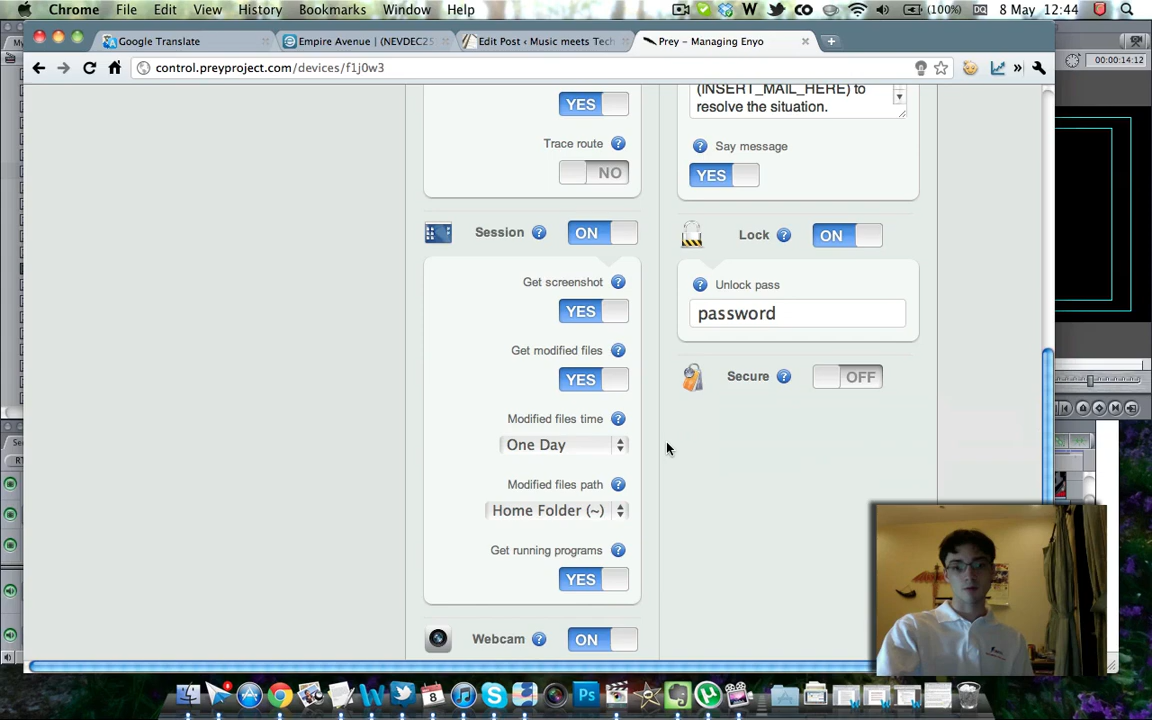 Chrome File Edit View History Bookmarks Window Help (100%) 8 May 12:44
Google Translate
Empire Avenue | (NEVDEC25
Edit Post ‹ Music meets Tech
Prey – Managing Enyo
control.preyproject.com/devices/f1j0w3
00:00:14:12
(INSERT_MAIL_HERE) to
resolve the situation.
YES
Trace route ?
NO
? Say message
YES
Session ? ON
Lock ? ON
Get screenshot ?
YES
? Unlock pass
password
Get modified files ?
YES
Secure ? OFF
Modified files time ?
One Day
Modified files path ?
Home Folder (~)
Get running programs ?
YES
Webcam ? ON